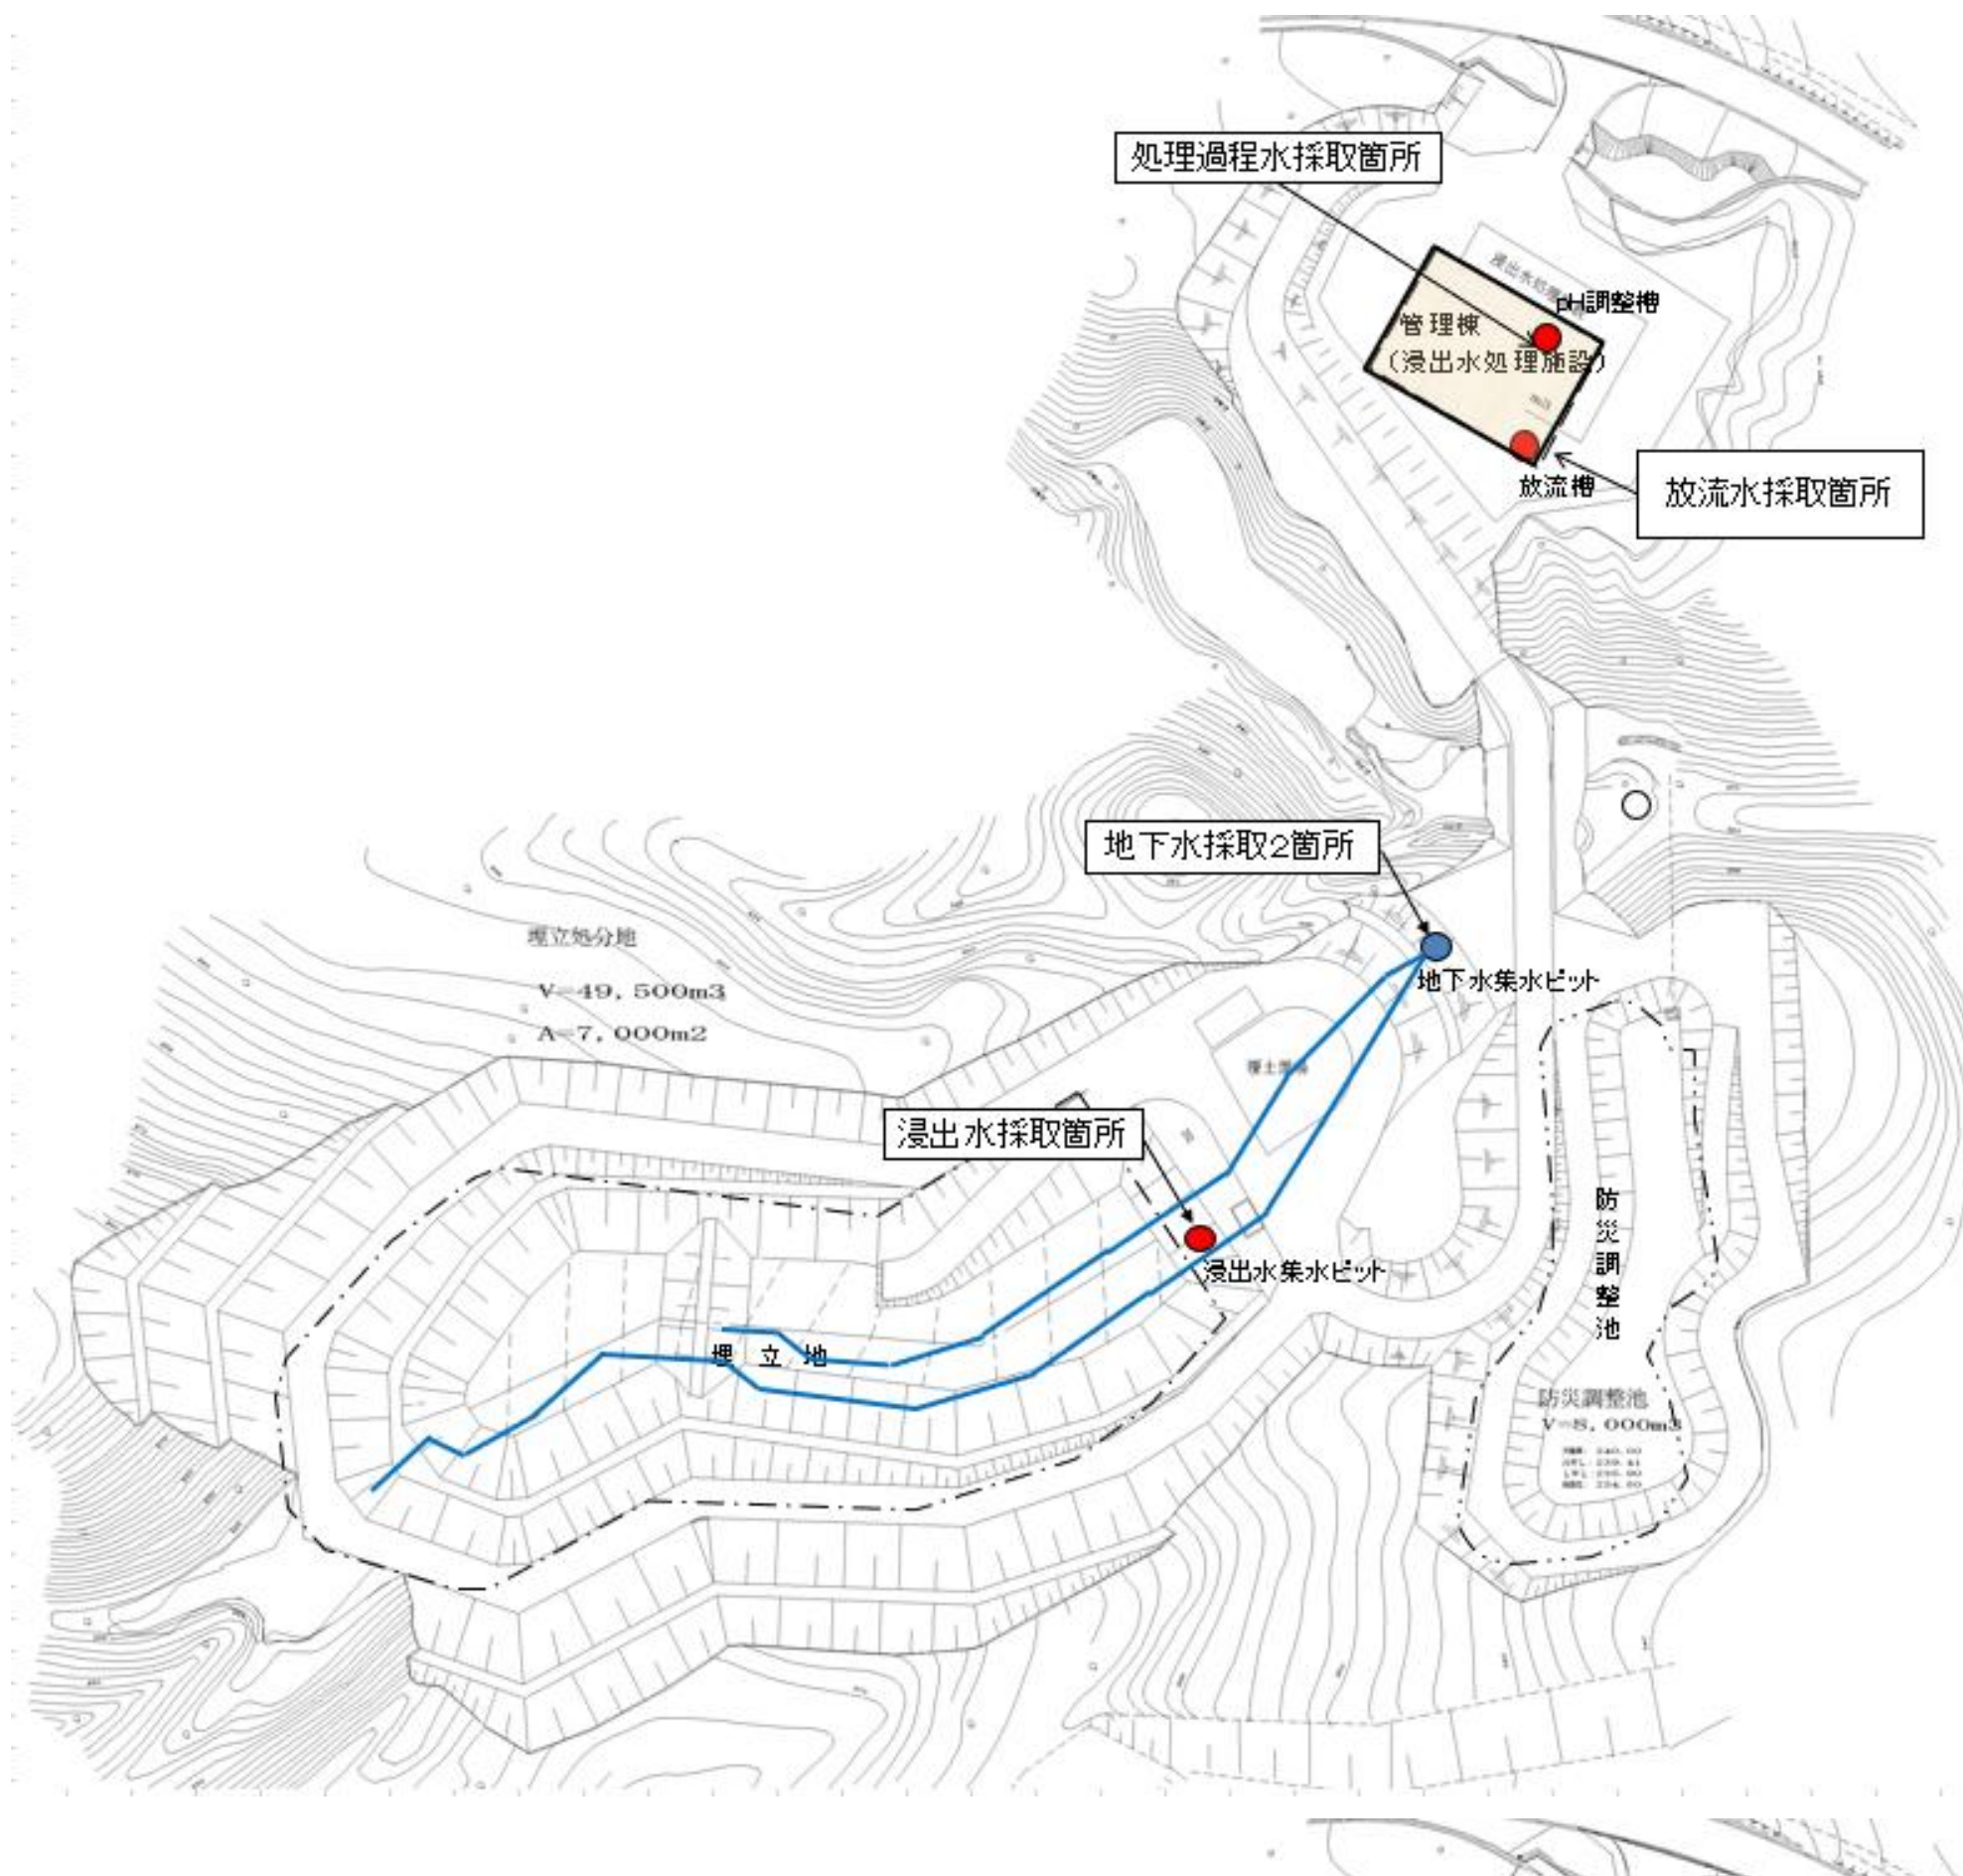 処理過程水採取箇所
pH調整槽
管理棟
(浸出水処理施設)
放流槽
放流水採取箇所
地下水採取2箇所
地下水集水ピット
埋立処分地
V=49,500m3
A=7,000m2
浸出水採取箇所
浸出水集水ピット
埋立地
防災調整池
防災調整池
V=8,000m3